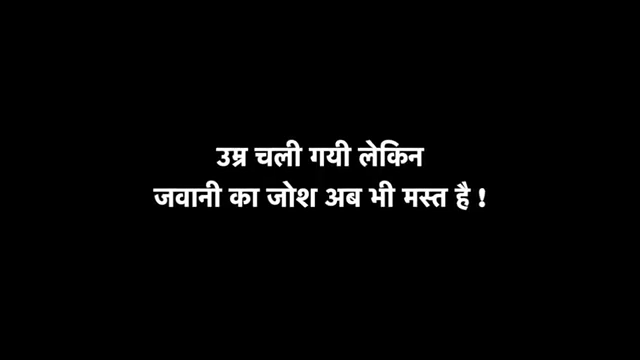 उम्र चली गयी लेकिन
जवानी का जोश अब भी मस्त है !